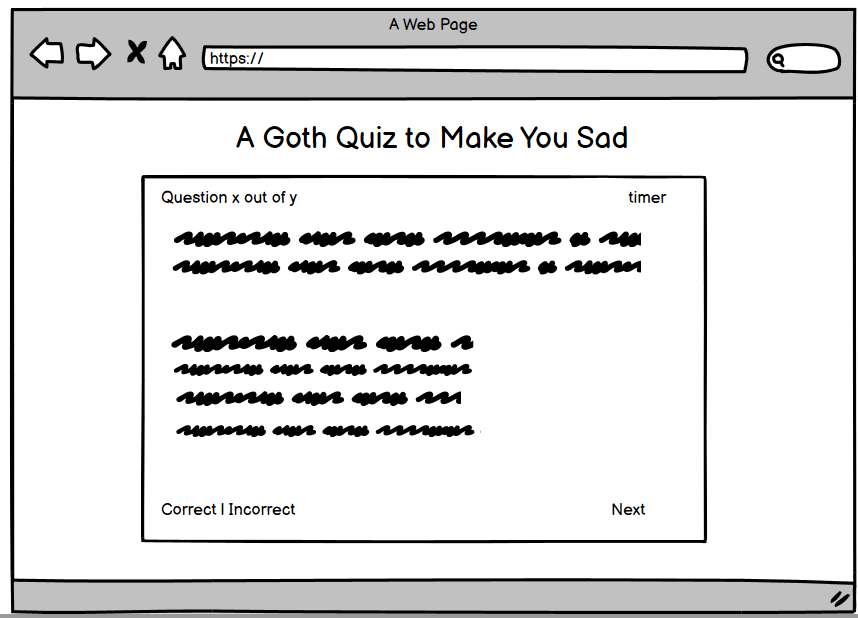 A Web Page
https://
A Goth Quiz to Make You Sad
Question x out of y
timer
Correct | Incorrect
Next